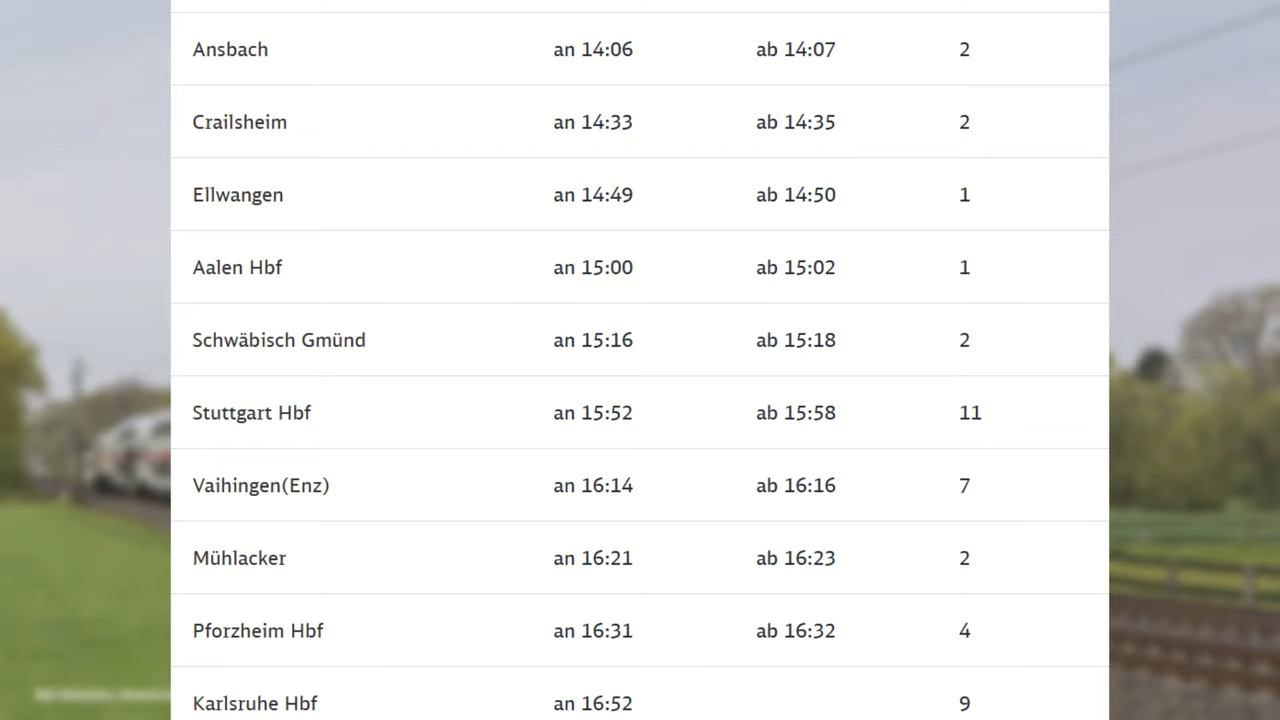 Ansbach an 14:06 ab 14:07 2
Crailsheim an 14:33 ab 14:35 2
Ellwangen an 14:49 ab 14:50 1
Aalen Hbf an 15:00 ab 15:02 1
Schwäbisch Gmünd an 15:16 ab 15:18 2
Stuttgart Hbf an 15:52 ab 15:58 11
Vaihingen(Enz) an 16:14 ab 16:16 7
Mühlacker an 16:21 ab 16:23 2
Pforzheim Hbf an 16:31 ab 16:32 4
Karlsruhe Hbf an 16:52 9